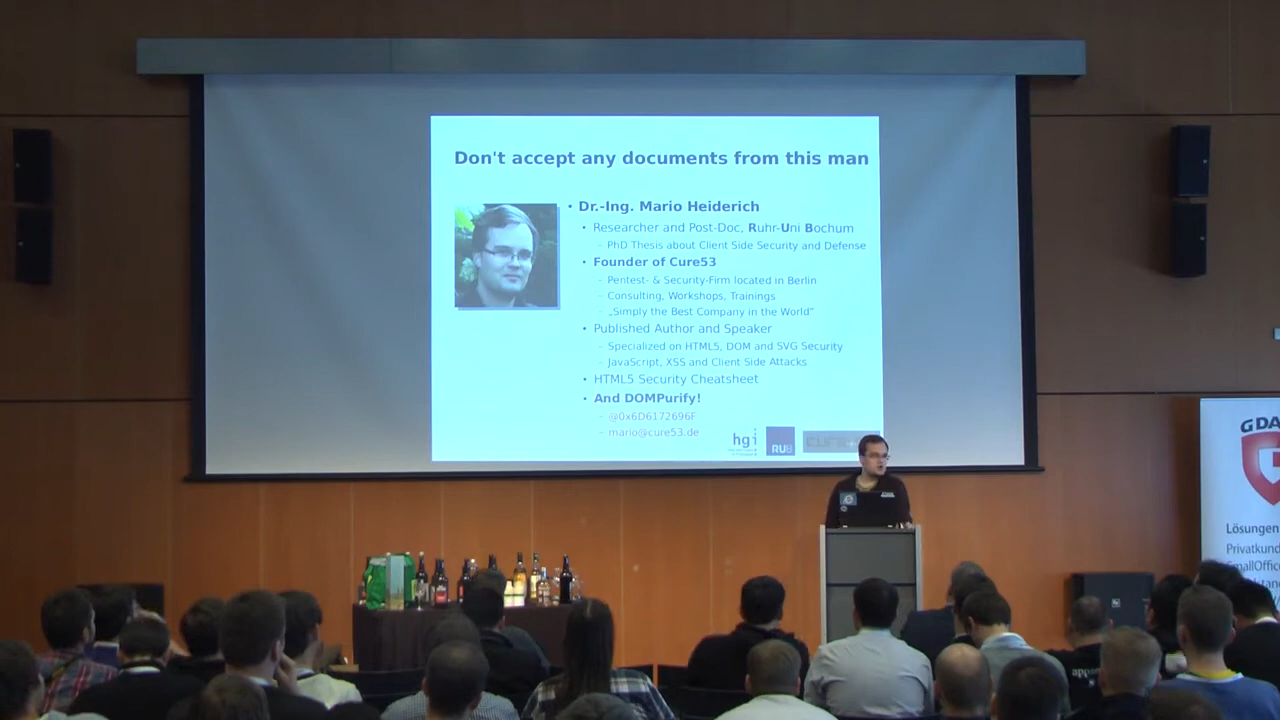 Don't accept any documents from this man
• Dr.-Ing. Mario Heiderich
• Researcher and Post-Doc, Ruhr-Uni Bochum
– PhD Thesis about Client Side Security and Defense
• Founder of Cure53
– Pentest- & Security-Firm located in Berlin
– Consulting, Workshops, Trainings
– „Simply the Best Company in the World"
• Published Author and Speaker
– Specialized on HTML5, DOM and SVG Security
– JavaScript, XSS and Client Side Attacks
• HTML5 Security Cheatsheet
• And DOMPurify!
– @0x6D6172696F
– mario@cure53.de
hgi
RUB
G DA
Lösungen
Privatkund
SmallOffice